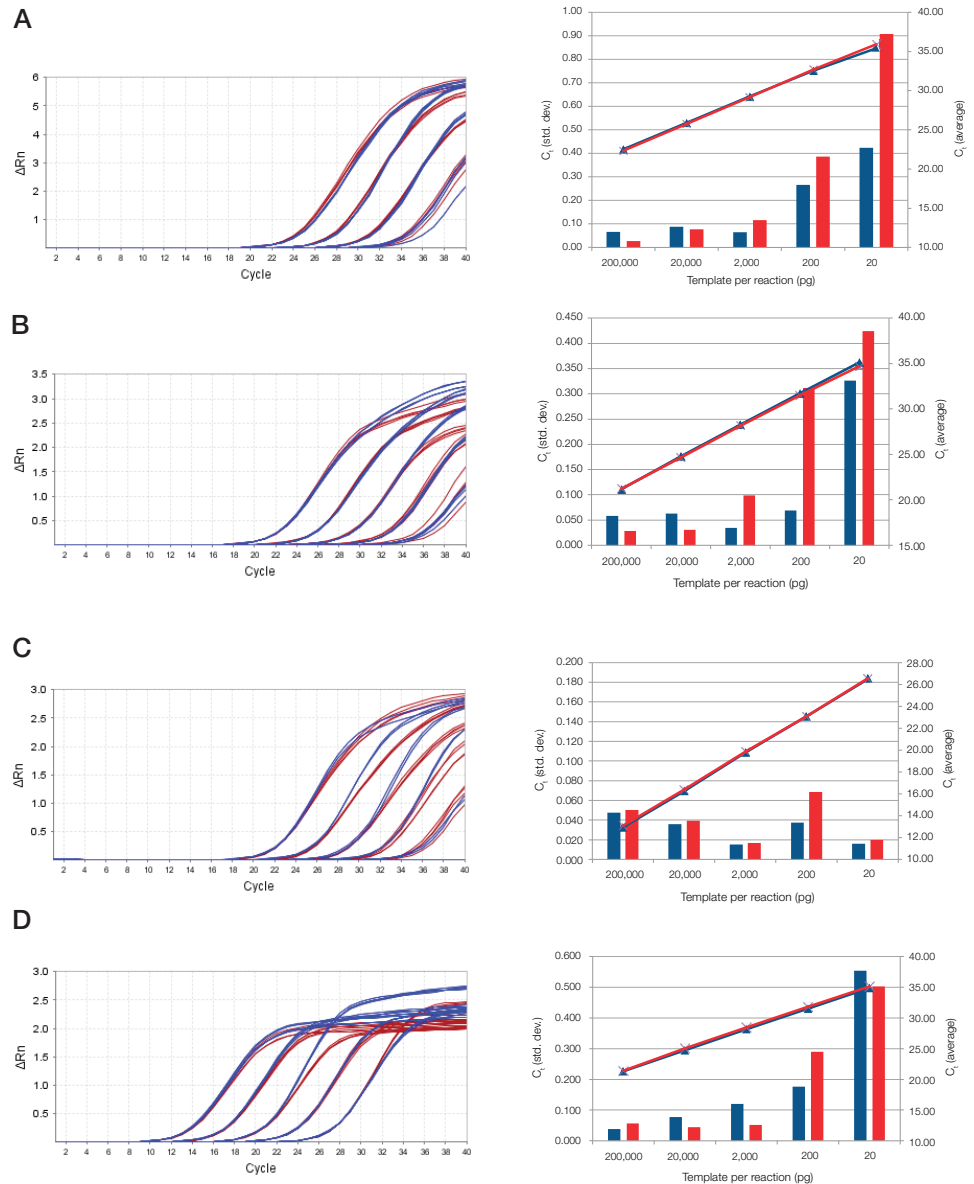 A
6
5
4
3
2
1
ΔRn
2 4 6 8 10 12 14 16 18 20 22 24 26 28 30 32 34 36 38 40
Cycle
1.00
0.90
0.80
0.70
0.60
0.50
0.40
0.30
0.20
0.10
0.00
Ct (std. dev.)
40.00
35.00
30.00
25.00
20.00
15.00
10.00
Ct (average)
200,000 20,000 2,000 200 20
Template per reaction (pg)
B
3.5
3.0
2.5
2.0
1.5
1.0
0.5
ΔRn
2 4 6 8 10 12 14 16 18 20 22 24 26 28 30 32 34 36 38 40
Cycle
0.450
0.400
0.350
0.300
0.250
0.200
0.150
0.100
0.050
0.000
Ct (std. dev.)
40.00
35.00
30.00
25.00
20.00
15.00
Ct (average)
200,000 20,000 2,000 200 20
Template per reaction (pg)
C
3.0
2.5
2.0
1.5
1.0
0.5
ΔRn
2 4 6 8 10 12 14 16 18 20 22 24 26 28 30 32 34 36 38 40
Cycle
0.200
0.180
0.160
0.140
0.120
0.100
0.080
0.060
0.040
0.020
0.000
Ct (std. dev.)
28.00
26.00
24.00
22.00
20.00
18.00
16.00
14.00
12.00
10.00
Ct (average)
200,000 20,000 2,000 200 20
Template per reaction (pg)
D
3.0
2.5
2.0
1.5
1.0
0.5
ΔRn
2 4 6 8 10 12 14 16 18 20 22 24 26 28 30 32 34 36 38 40
Cycle
0.600
0.500
0.400
0.300
0.200
0.100
0.000
Ct (std. dev.)
40.00
35.00
30.00
25.00
20.00
15.00
10.00
Ct (average)
200,000 20,000 2,000 200 20
Template per reaction (pg)